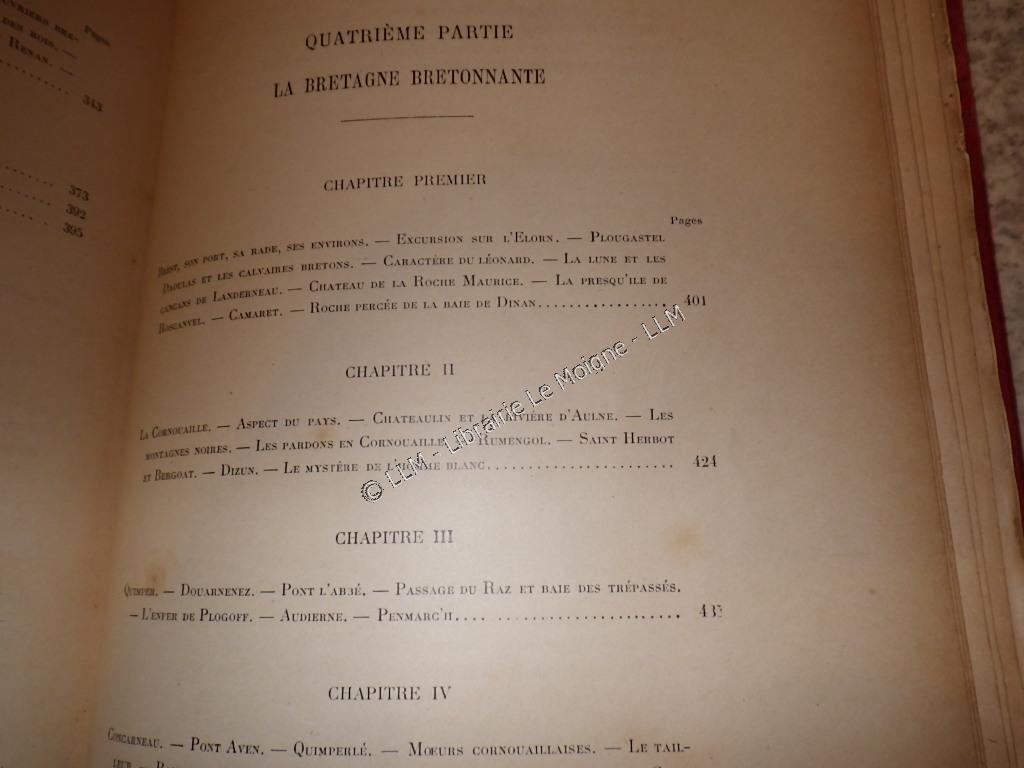 Pages
DES ROIS. —
RENAN. —
343
373
392
395
QUATRIÈME PARTIE
LA BRETAGNE BRETONNANTE
CHAPITRE PREMIER
Pages
BREST, SON PORT, SA RADE, SES ENVIRONS. — EXCURSION SUR L'ELORN. — PLOUGASTEL
DAOULAS ET LES CALVAIRES BRETONS. — CARACTÈRE DU LÉONARD. — LA LUNE ET LES
CANCANS DE LANDERNEAU. — CHATEAU DE LA ROCHE MAURICE. — LA PRESQU'ILE DE
ROSCANVEL. — CAMARET. — ROCHE PERCÉE DE LA BAIE DE DINAN................. 401
CHAPITRE II
LA CORNOUAILLE. — ASPECT DU PAYS. — CHATEAULIN ET RIVIÈRE D'AULNE. — LES
MONTAGNES NOIRES. — LES PARDONS EN CORNOUAILLE. RUMENGOL. — SAINT HERBOT
ET BERGOAT. — DIZUN. — LE MYSTÈRE DE BLANC........................ 424
CHAPITRE III
QUIMPER. — DOUARNENEZ. — PONT L'ABBÉ. — PASSAGE DU RAZ ET BAIE DES TRÉPASSÉS.
— L'ENFER DE PLOGOFF. — AUDIERNE. — PENMARC'H............................
CHAPITRE IV
CONCARNEAU. — PONT AVEN. — QUIMPERLÉ. — MŒURS CORNOUAILLAISES. — LE TAIL-
LEUR. —
© LLM - Librairie Le Moigne - LLM